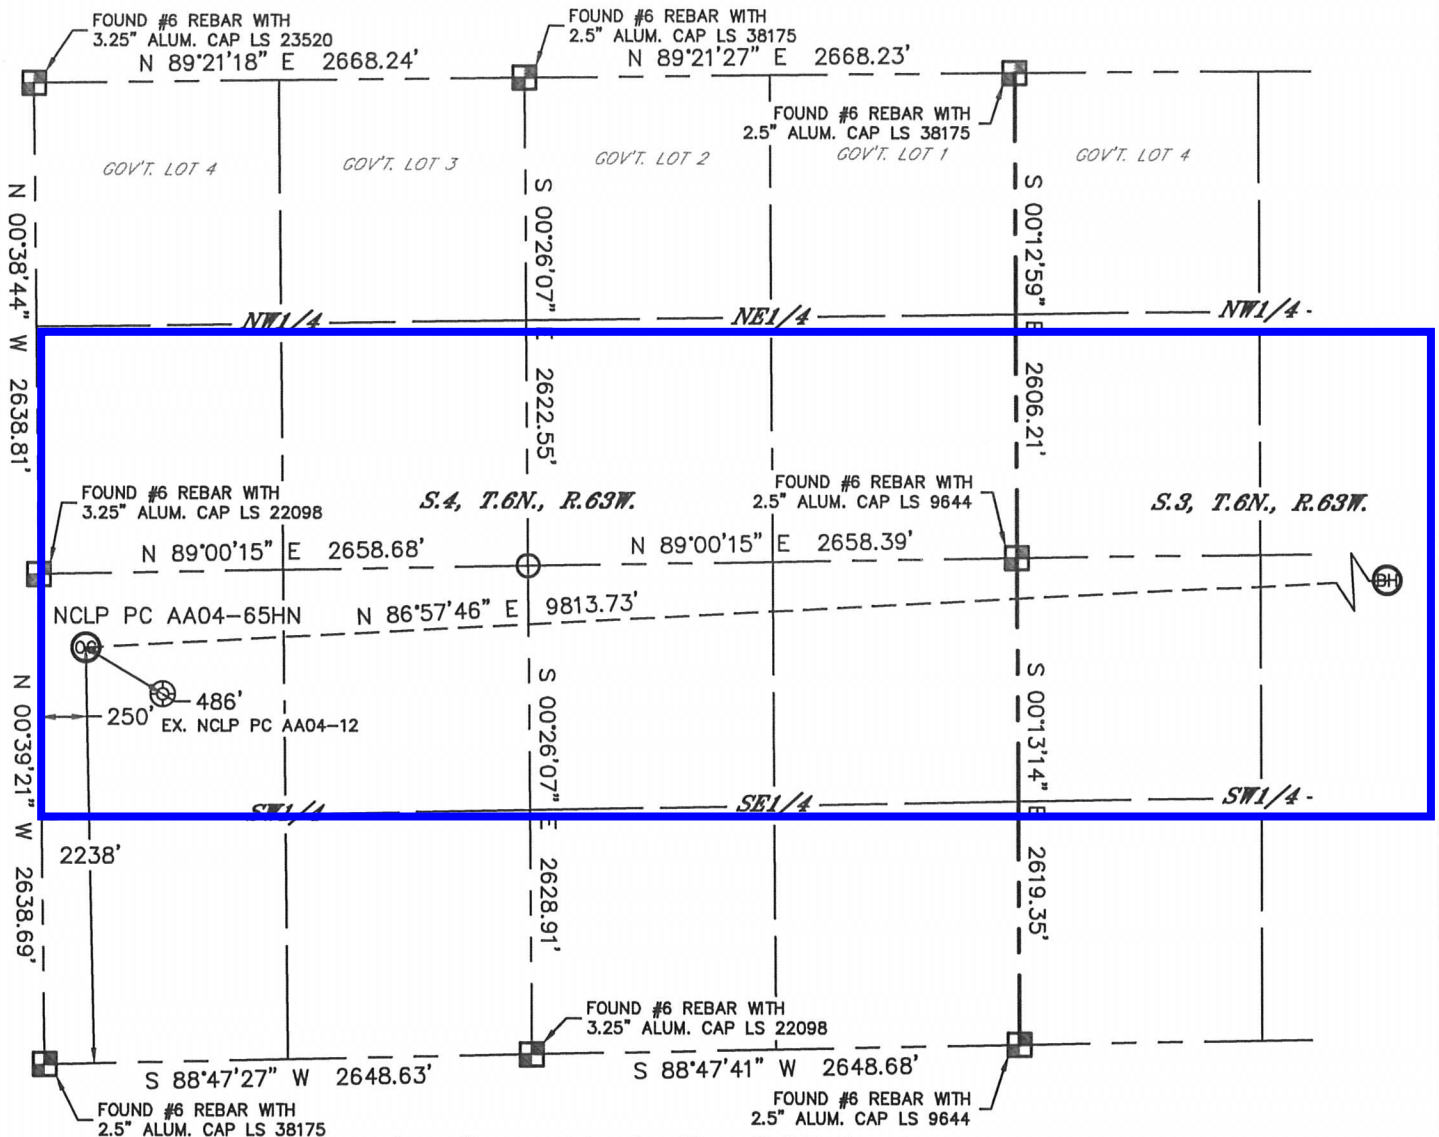 FOUND #6 REBAR WITH
3.25" ALUM. CAP LS 23520
N 89°21'18" E 2668.24'
FOUND #6 REBAR WITH
2.5" ALUM. CAP LS 38175
N 89°21'27" E 2668.23'
FOUND #6 REBAR WITH
2.5" ALUM. CAP LS 38175
GOV'T. LOT 4
GOV'T. LOT 3
GOV'T. LOT 2
GOV'T. LOT 1
GOV'T. LOT 4
N 00°38'44" W 2638.81'
S 00°26'07" E 2622.55'
S 00°12'59" E 2606.21'
NW1/4
NE1/4
NW1/4
FOUND #6 REBAR WITH
3.25" ALUM. CAP LS 22098
S.4, T.6N., R.63W.
FOUND #6 REBAR WITH
2.5" ALUM. CAP LS 9644
S.3, T.6N., R.63W.
N 89°00'15" E 2658.68'
N 89°00'15" E 2658.39'
BH
NCLP PC AA04-65HN
N 86°57'46" E 9813.73'
486'
250'
EX. NCLP PC AA04-12
N 00°39'21" W 2638.69'
S 00°26'07" E 2628.91'
S 00°13'14" E 2619.35'
SW1/4
SE1/4
SW1/4
2238'
FOUND #6 REBAR WITH
3.25" ALUM. CAP LS 22098
S 88°47'27" W 2648.63'
S 88°47'41" W 2648.68'
FOUND #6 REBAR WITH
2.5" ALUM. CAP LS 9644
FOUND #6 REBAR WITH
2.5" ALUM. CAP LS 38175